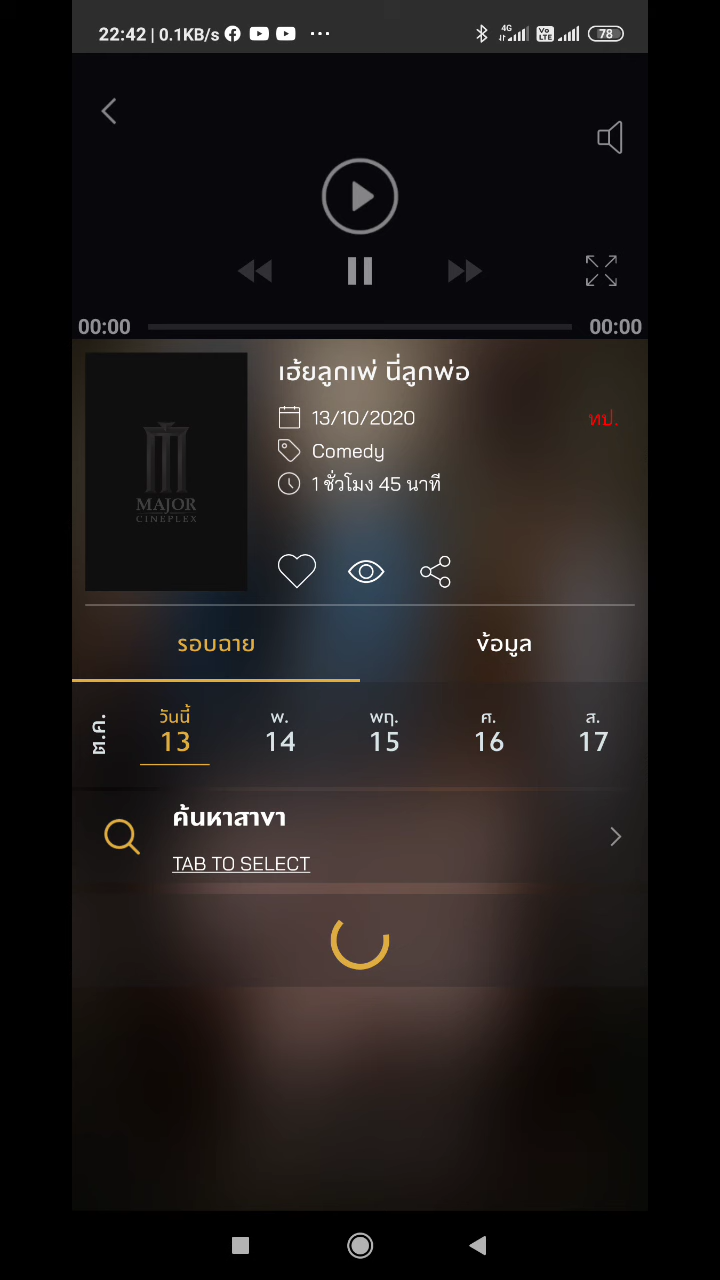 22:42 | 0.1KB/s ... 4G Vo LTE 78
00:00 00:00
เฮ้ยลูกเพ่ นี่ลูกพ่อ
13/10/2020 ทป.
Comedy
1 ชั่วโมง 45 นาที
MAJOR
CINEPLEX
รอบฉาย ข้อมูล
ต.ค. วันนี้ พ. พฤ. ศ. ส.
13 14 15 16 17
ค้นหาสาขา
TAB TO SELECT